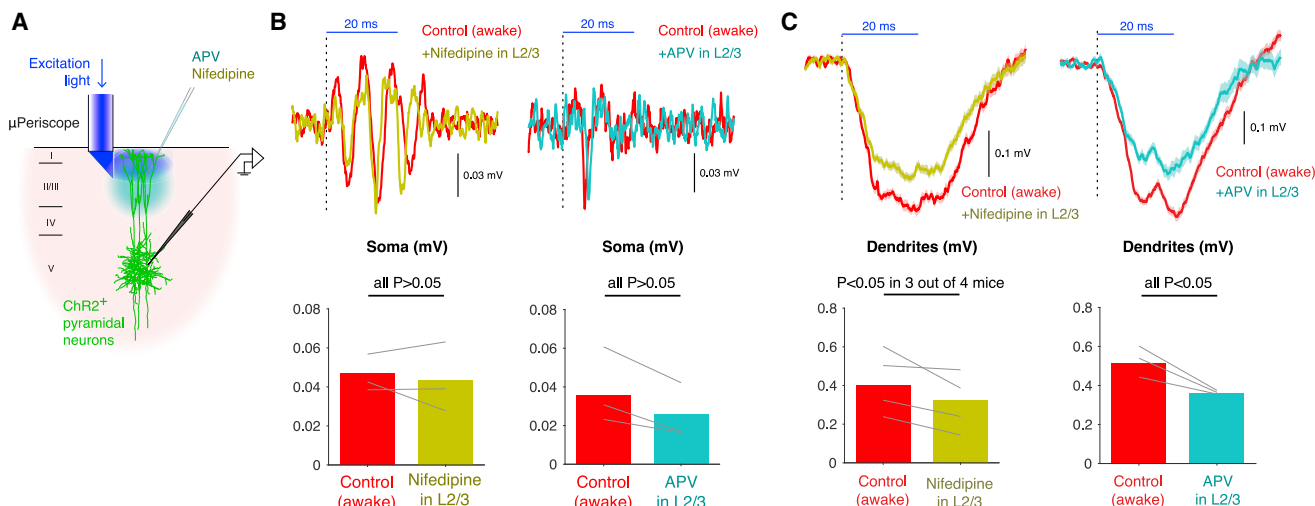 A
Excitation
light
APV
Nifedipine
µPeriscope
I
II/III
IV
V
ChR2+
pyramidal
neurons
B
20 ms
Control (awake)
+Nifedipine in L2/3
0.03 mV
20 ms
Control (awake)
+APV in L2/3
0.03 mV
Soma (mV)
all P>0.05
0.08
0.06
0.04
0.02
0
Control
(awake)
Nifedipine
in L2/3
Soma (mV)
all P>0.05
0.08
0.06
0.04
0.02
0
Control
(awake)
APV
in L2/3
C
20 ms
0.1 mV
Control (awake)
+Nifedipine in L2/3
20 ms
0.1 mV
Control (awake)
+APV in L2/3
Dendrites (mV)
P<0.05 in 3 out of 4 mice
0.8
0.6
0.4
0.2
0
Control
(awake)
Nifedipine
in L2/3
Dendrites (mV)
all P<0.05
0.8
0.6
0.4
0.2
0
Control
(awake)
APV
in L2/3